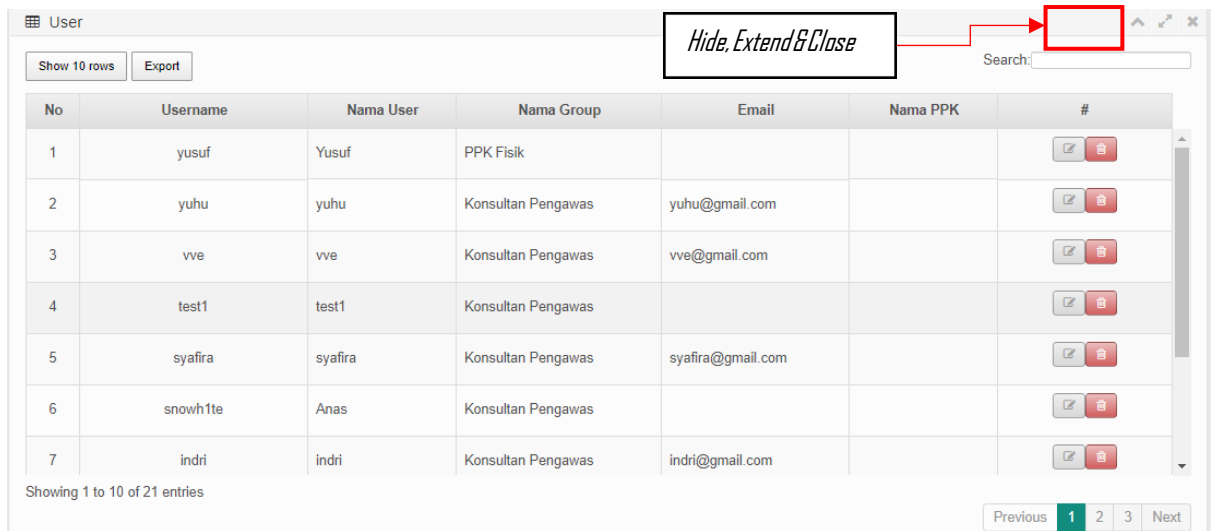 User
Hide, Extend & Close
Show 10 rows Export Search:
No Username Nama User Nama Group Email Nama PPK #
1 yusuf Yusuf PPK Fisik
2 yuhu yuhu Konsultan Pengawas yuhu@gmail.com
3 vve vve Konsultan Pengawas vve@gmail.com
4 test1 test1 Konsultan Pengawas
5 syafira syafira Konsultan Pengawas syafira@gmail.com
6 snowh1te Anas Konsultan Pengawas
7 indri indri Konsultan Pengawas indri@gmail.com
Showing 1 to 10 of 21 entries
Previous 1 2 3 Next